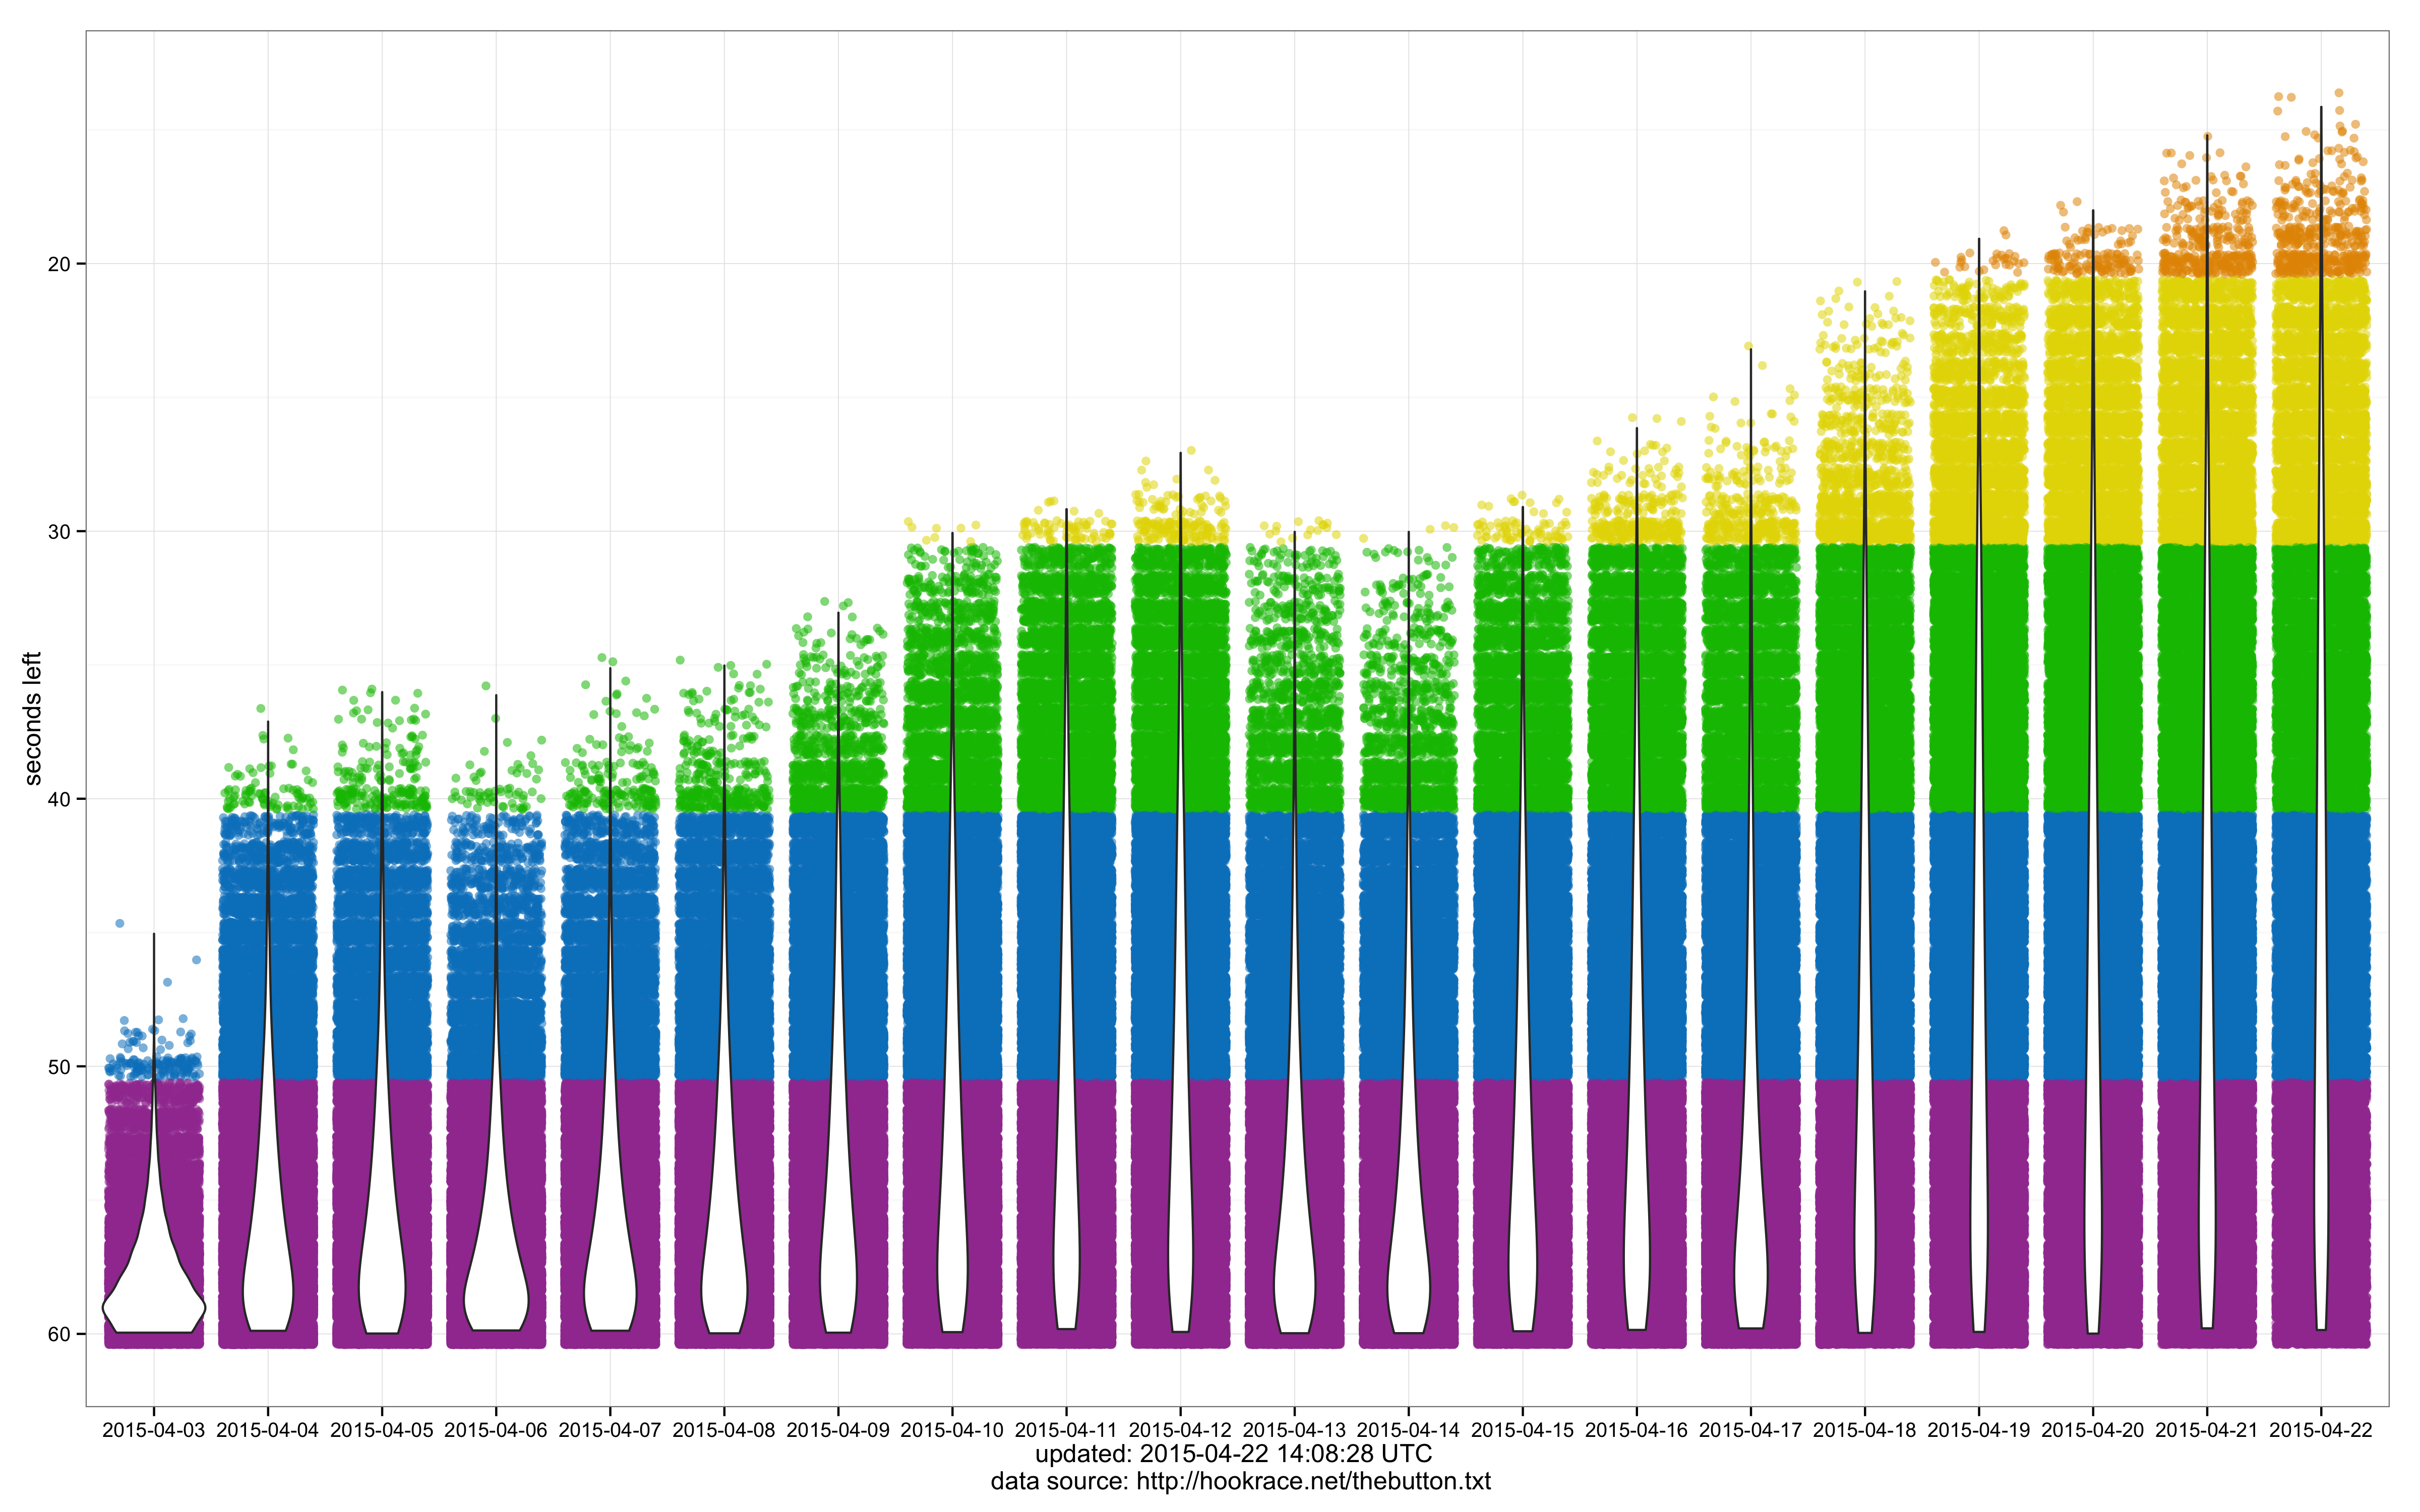 20
30
seconds left
40
50
60
2015-04-03 2015-04-04 2015-04-05 2015-04-06 2015-04-07 2015-04-08 2015-04-09 2015-04-10 2015-04-11 2015-04-12 2015-04-13 2015-04-14 2015-04-15 2015-04-16 2015-04-17 2015-04-18 2015-04-19 2015-04-20 2015-04-21 2015-04-22
updated: 2015-04-22 14:08:28 UTC
data source: http://hookrace.net/thebutton.txt